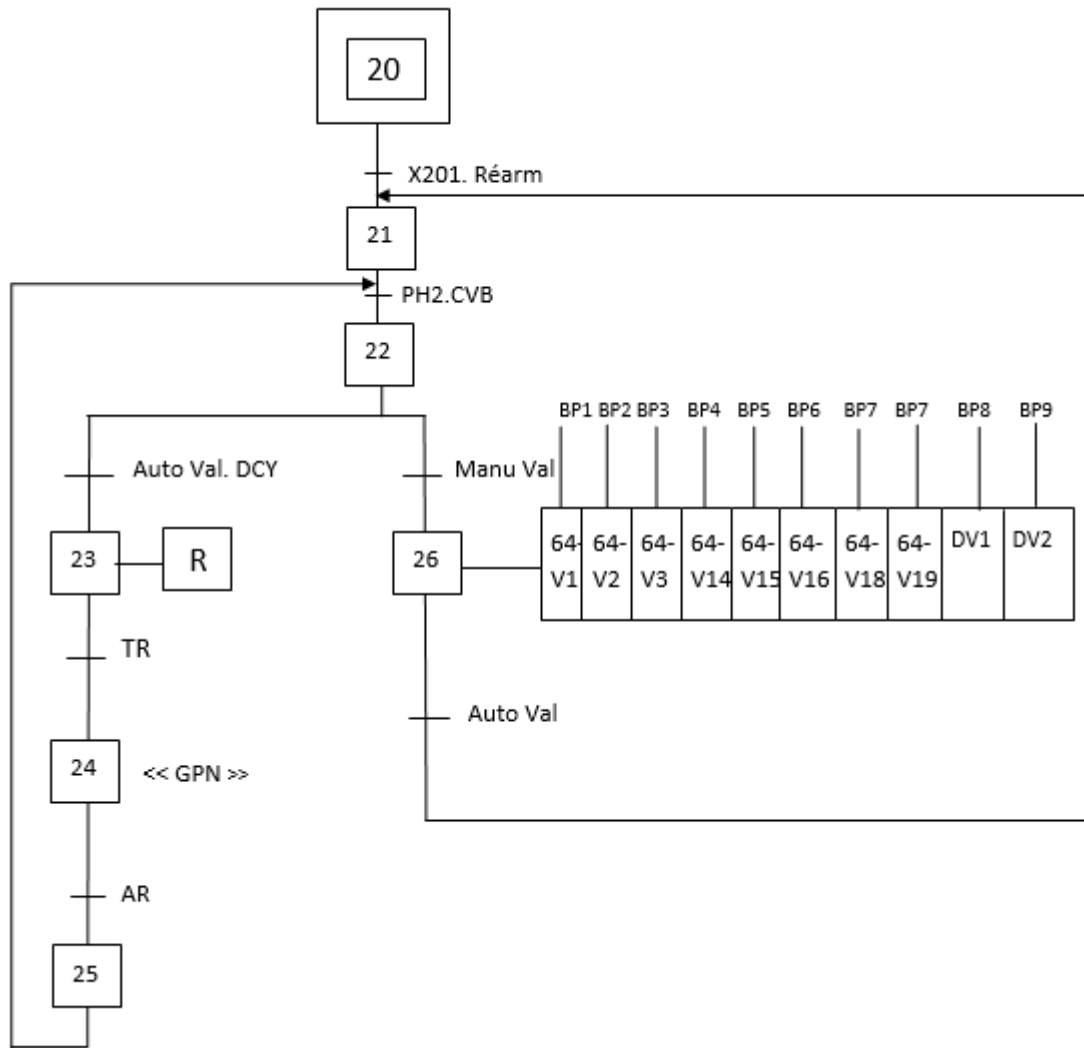 20
X201. Réarm
21
PH2.CVB
22
BP1 BP2 BP3 BP4 BP5 BP6 BP7 BP7 BP8 BP9
Auto Val. DCY
Manu Val
23
R
26
64-V1
64-V2
64-V3
64-V14
64-V15
64-V16
64-V18
64-V19
DV1
DV2
TR
Auto Val
24
<< GPN >>
AR
25